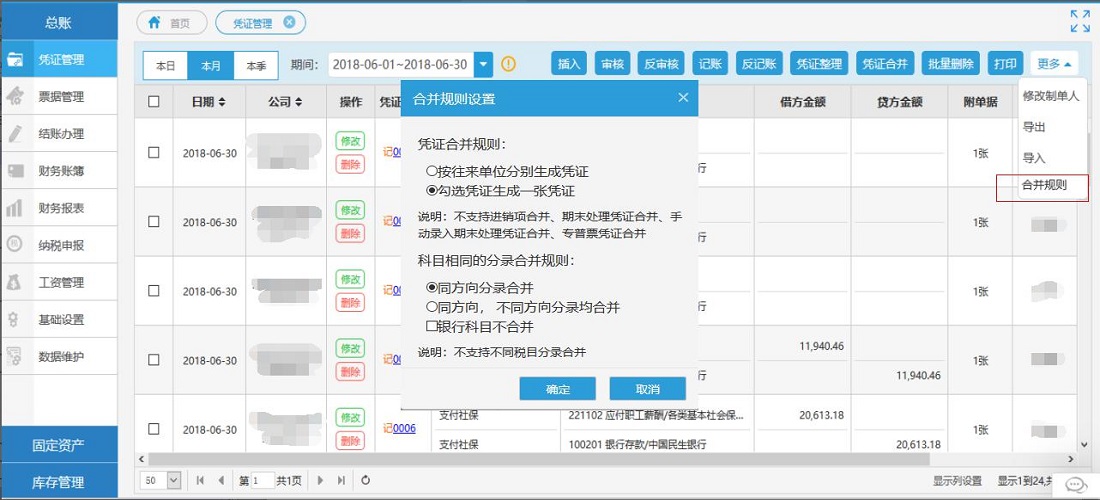 总账
首页
凭证管理
凭证管理
票据管理
结账办理
财务账簿
财务报表
纳税申报
工资管理
基础设置
数据维护
固定资产
库存管理
本日
本月
本季
期间：
2018-06-01~2018-06-30
插入
审核
反审核
记账
反记账
凭证整理
凭证合并
批量删除
打印
更多
修改制单人
导出
导入
合并规则
日期
公司
操作
凭证
借方金额
贷方金额
附单据
2018-06-30
修改
删除
记00
行
1张
2018-06-30
修改
删除
记00
行
1张
2018-06-30
修改
删除
记00
1张
2018-06-30
修改
删除
记00
行
11,940.46
11,940.46
1张
2018-06-30
修改
删除
记0006
支付社保
221102 应付职工薪酬/各类基本社会保...
20,613.18
支付社保
100201 银行存款/中国民生银行
20,613.18
1张
合并规则设置
凭证合并规则：
按往来单位分别生成凭证
勾选凭证生成一张凭证
说明：不支持进销项合并、期末处理凭证合并、手
动录入期末处理凭证合并、专普票凭证合并
科目相同的分录合并规则：
同方向分录合并
同方向， 不同方向分录均合并
银行科目不合并
说明：不支持不同税目分录合并
确定
取消
50
第 1 共1页
显示列设置
显示1到24,共